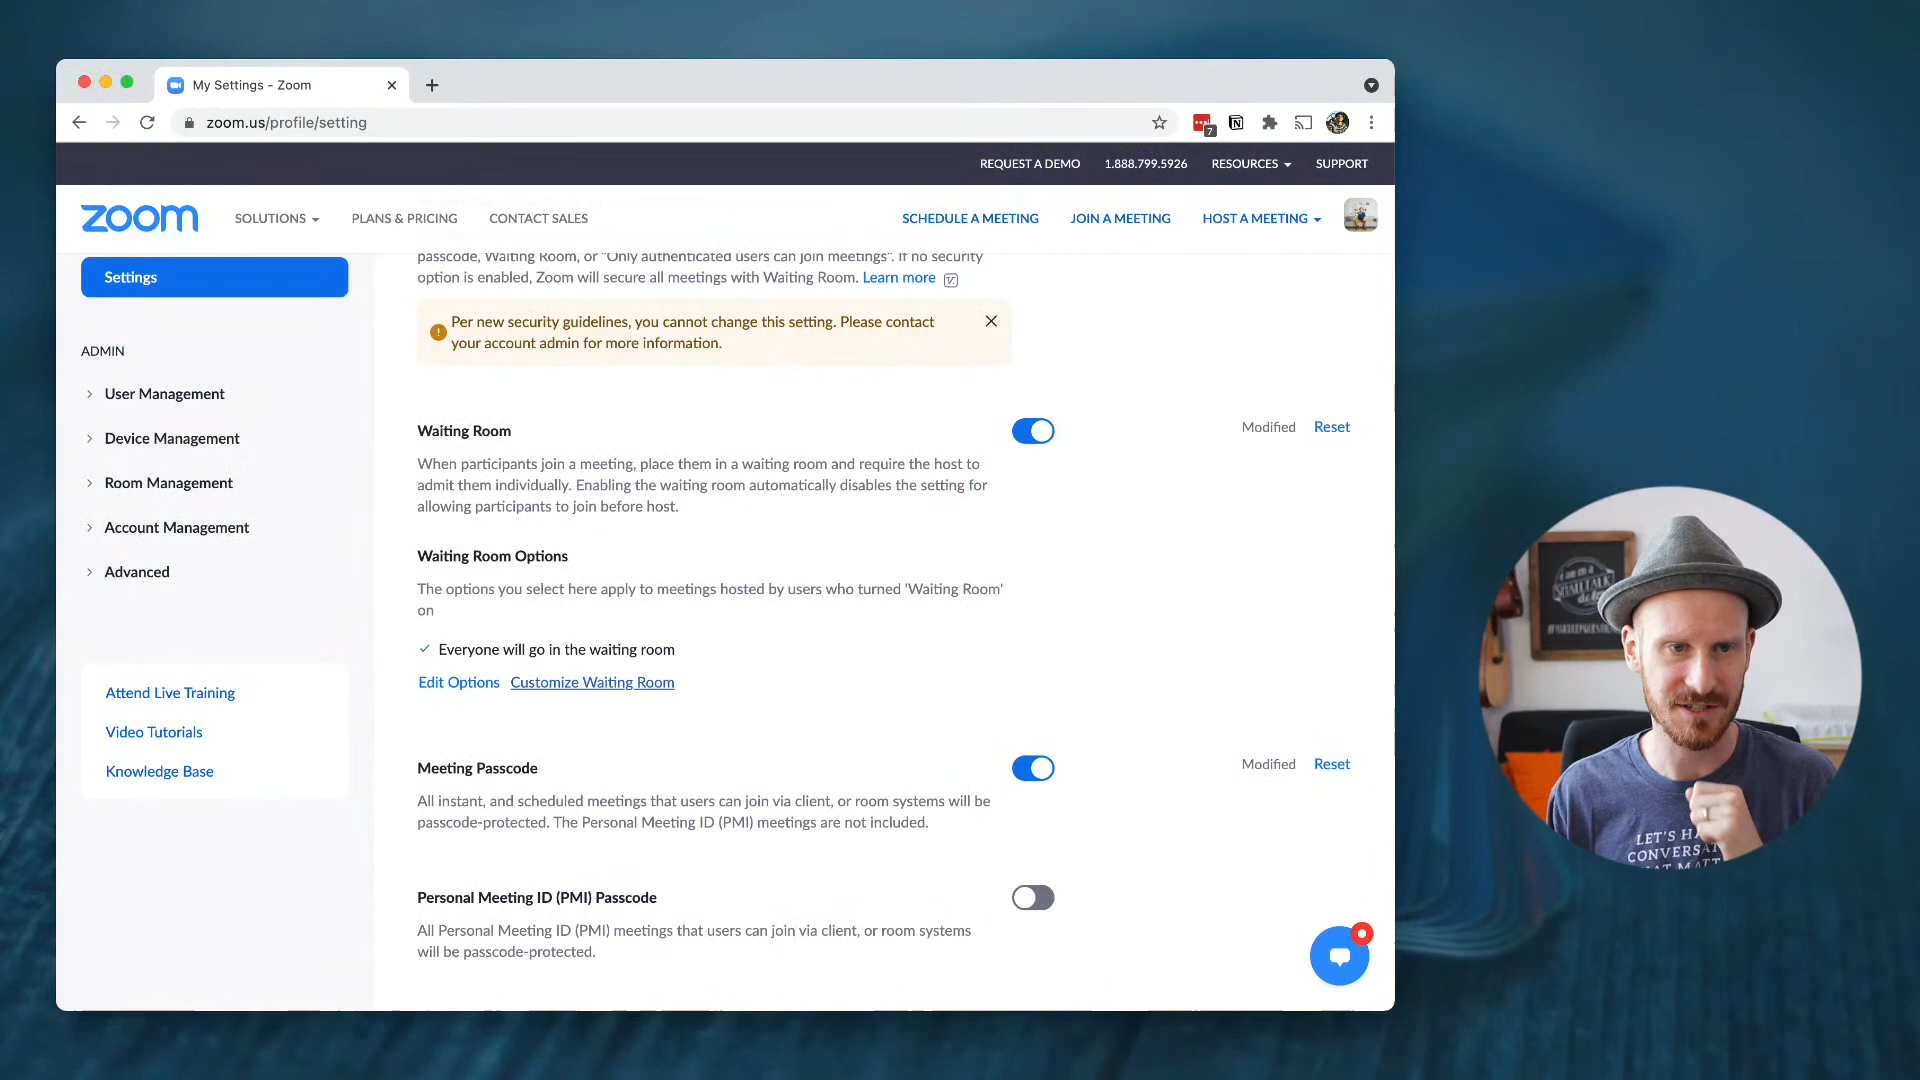 My Settings - Zoom
zoom.us/profile/setting
7
REQUEST A DEMO 1.888.799.5926 RESOURCES SUPPORT
zoom SOLUTIONS PLANS & PRICING CONTACT SALES SCHEDULE A MEETING JOIN A MEETING HOST A MEETING
Settings
ADMIN
User Management
Device Management
Room Management
Account Management
Advanced
Attend Live Training
Video Tutorials
Knowledge Base
passcode, Waiting Room, or "Only authenticated users can join meetings". If no security
option is enabled, Zoom will secure all meetings with Waiting Room. Learn more
Per new security guidelines, you cannot change this setting. Please contact
your account admin for more information.
Waiting Room
Modified Reset
When participants join a meeting, place them in a waiting room and require the host to
admit them individually. Enabling the waiting room automatically disables the setting for
allowing participants to join before host.
Waiting Room Options
The options you select here apply to meetings hosted by users who turned 'Waiting Room'
on
Everyone will go in the waiting room
Edit Options Customize Waiting Room
Meeting Passcode
Modified Reset
All instant, and scheduled meetings that users can join via client, or room systems will be
passcode-protected. The Personal Meeting ID (PMI) meetings are not included.
Personal Meeting ID (PMI) Passcode
All Personal Meeting ID (PMI) meetings that users can join via client, or room systems
will be passcode-protected.
SMALL TALK
LET'S HA
CONVERSAT